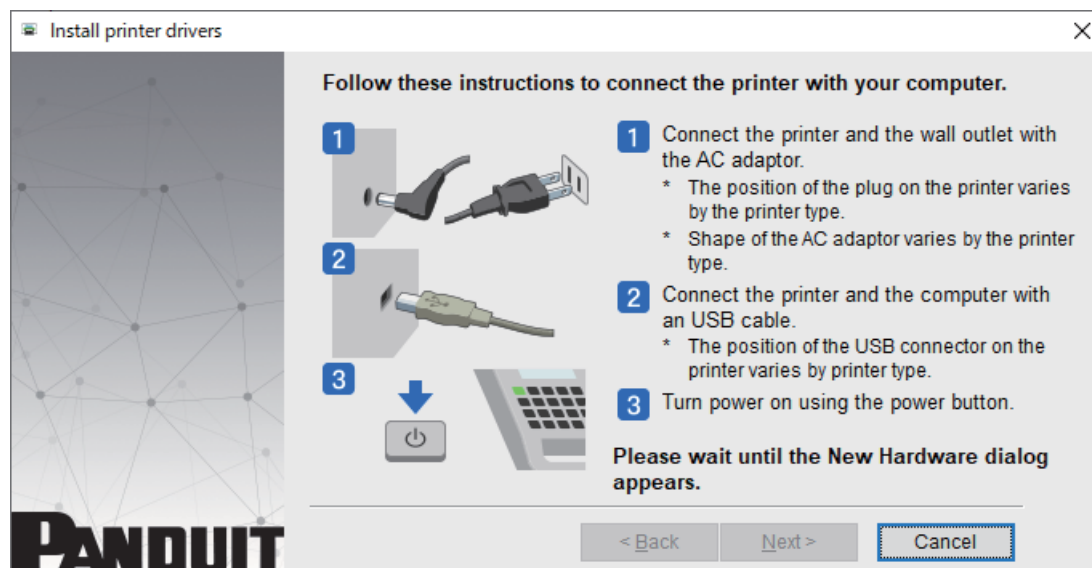 Install printer drivers
Follow these instructions to connect the printer with your computer.
1
1 Connect the printer and the wall outlet with
the AC adaptor.
* The position of the plug on the printer varies
by the printer type.
* Shape of the AC adaptor varies by the printer
type.
2
2 Connect the printer and the computer with
an USB cable.
* The position of the USB connector on the
printer varies by printer type.
3
3 Turn power on using the power button.
Please wait until the New Hardware dialog
appears.
PANDUIT
< Back
Next >
Cancel